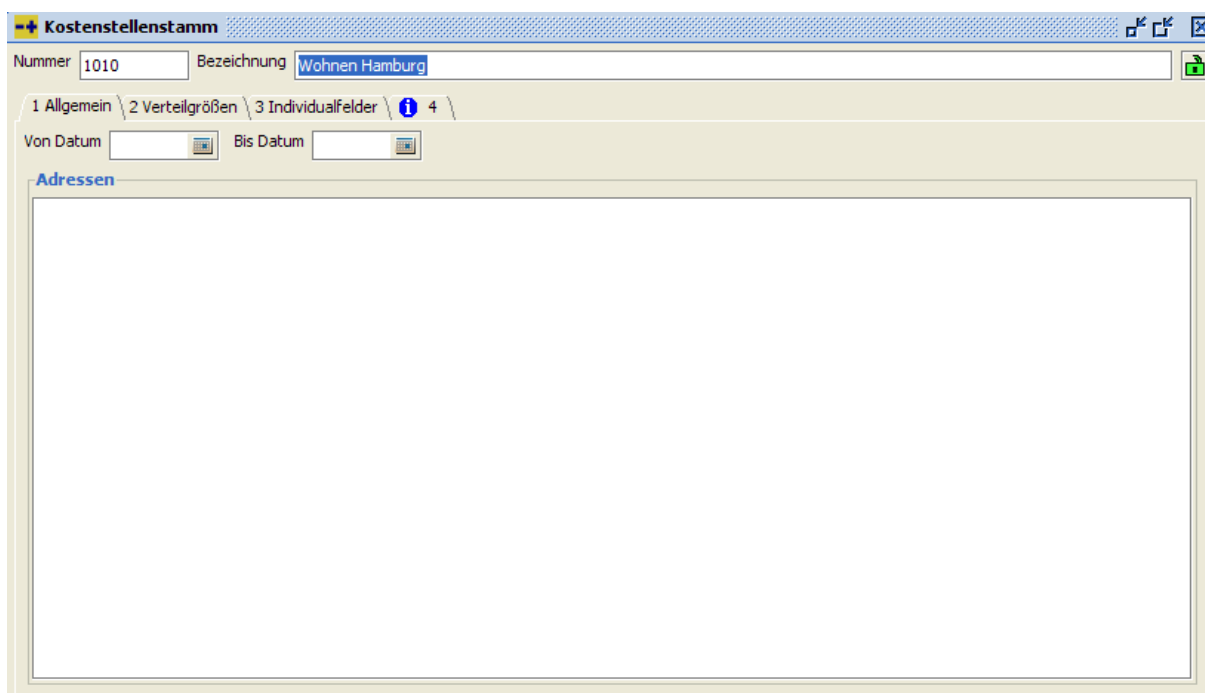 Kostenstellenstamm
Nummer 1010 Bezeichnung Wohnen Hamburg
1 Allgemein 2 Verteilgrößen 3 Individualfelder i 4
Von Datum Bis Datum
Adressen